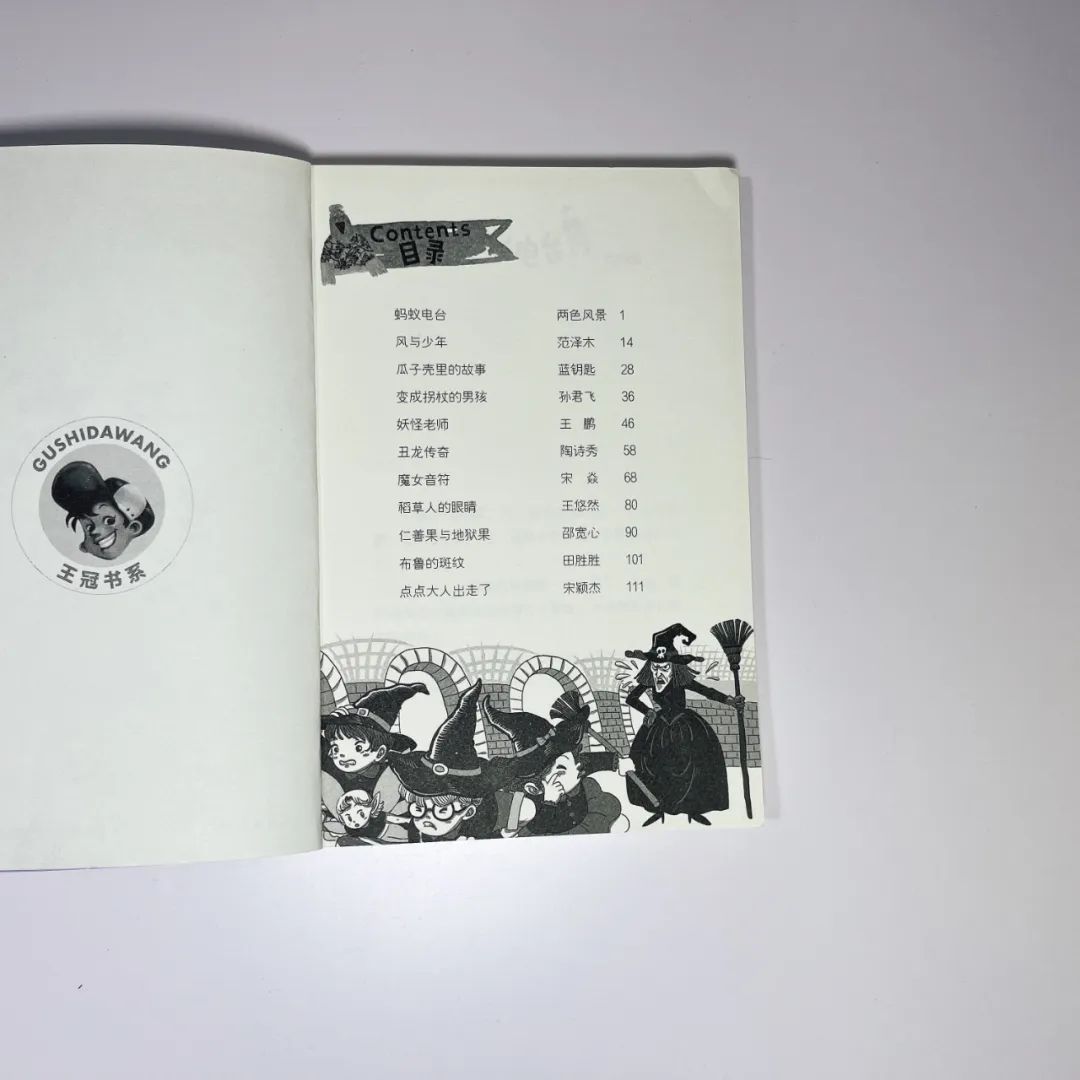 GUSHIDAWANG
王冠书系
Contents
目录
蚂蚁电台 两色风景 1
风与少年 范泽木 14
瓜子壳里的故事 蓝钥匙 28
变成拐杖的男孩 孙君飞 36
妖怪老师 王 鹏 46
丑龙传奇 陶诗秀 58
魔女音符 宋 焱 68
稻草人的眼睛 王悠然 80
仁善果与地狱果 邵宽心 90
布鲁的斑纹 田胜胜 101
点点大人出走了 宋颖杰 111